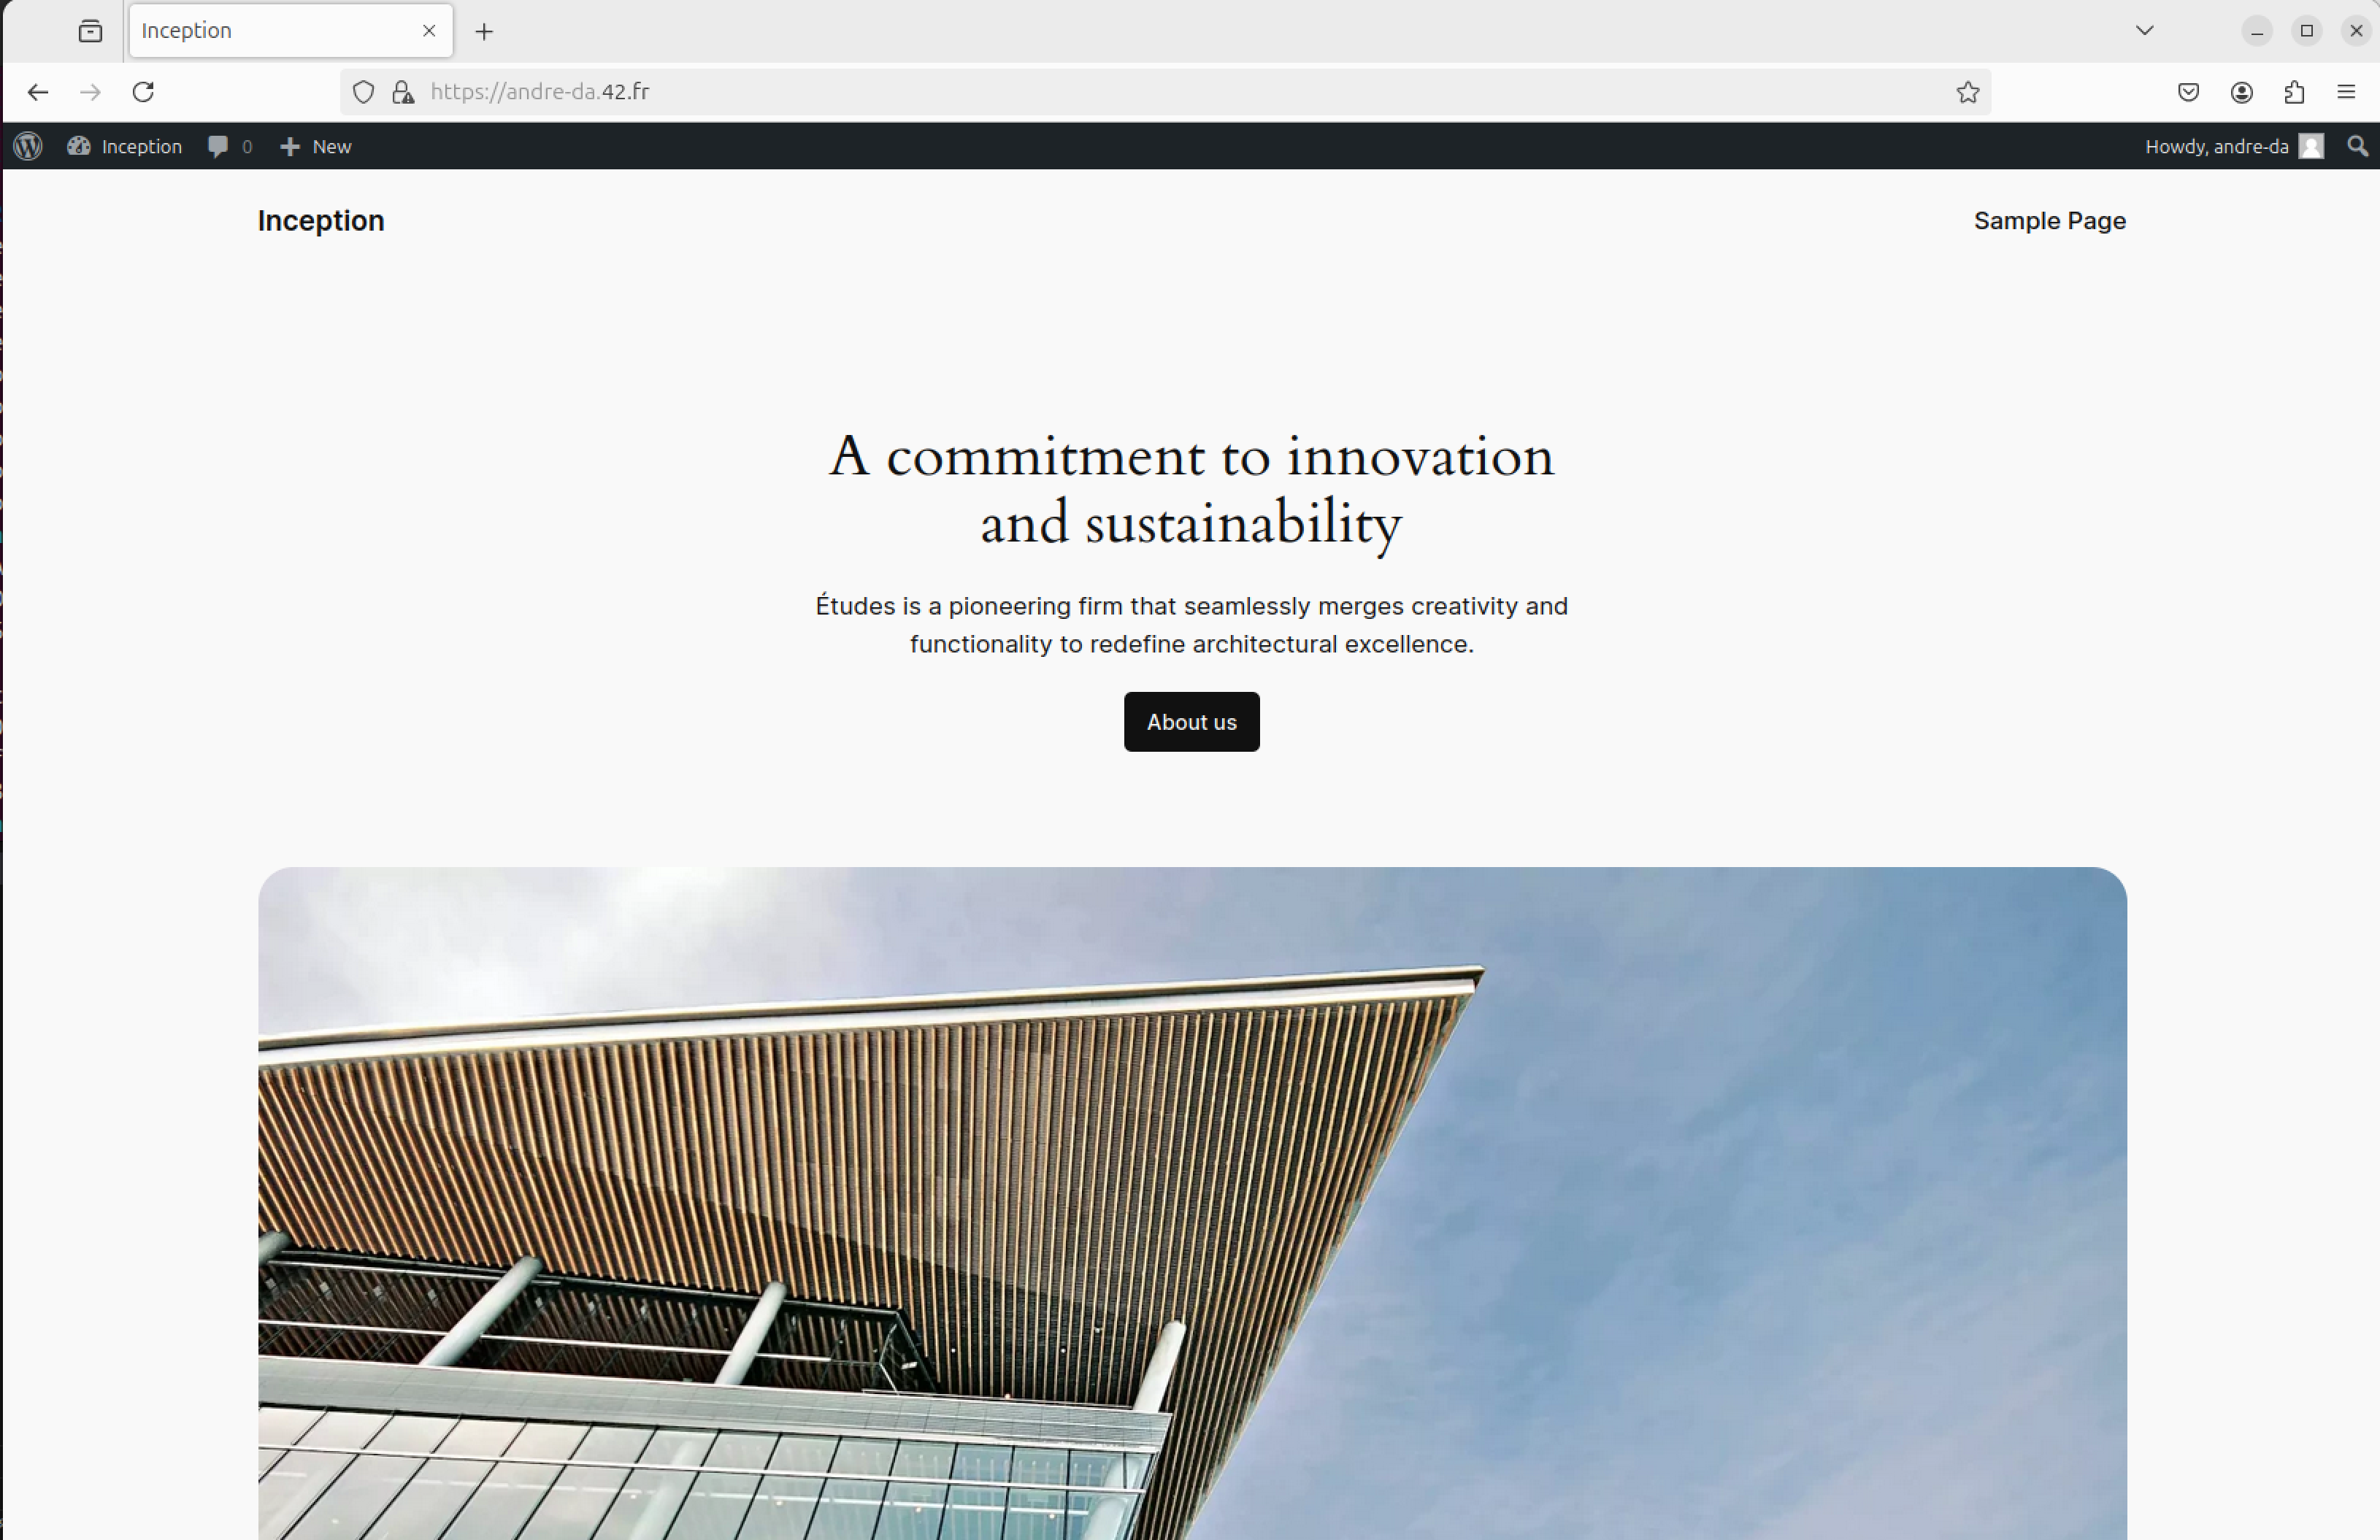 Inception
https://andre-da.42.fr
Inception 0 New Howdy, andre-da
Inception Sample Page
A commitment to innovation
and sustainability
Études is a pioneering firm that seamlessly merges creativity and
functionality to redefine architectural excellence.
About us